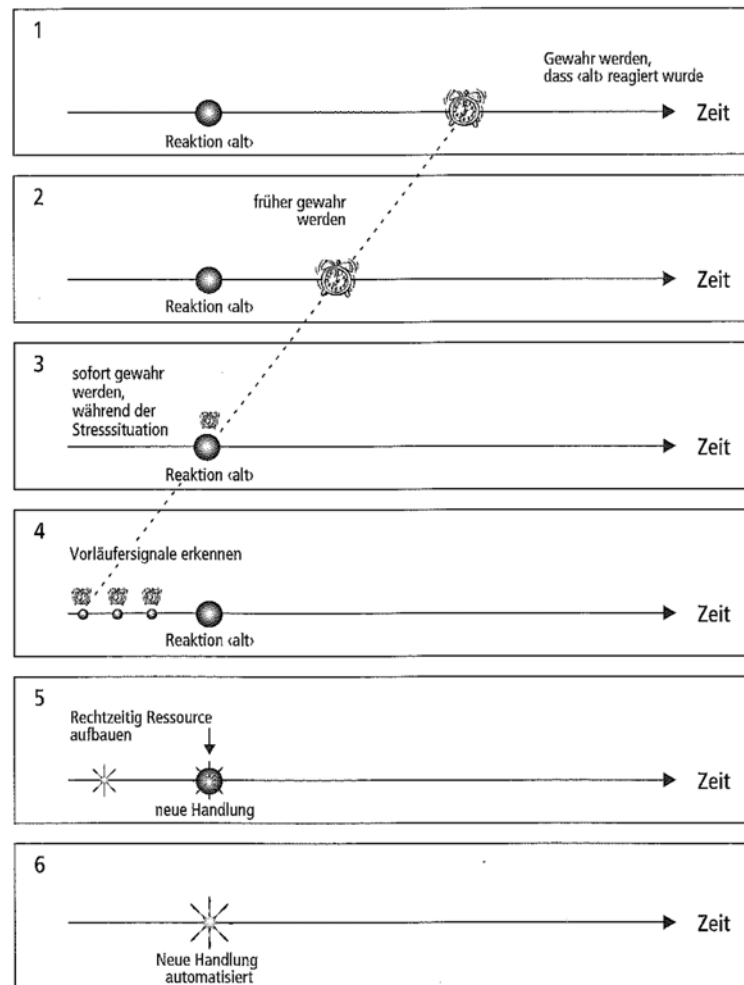 1
Gewahr werden,
dass ‹alt› reagiert wurde
Zeit
Reaktion ‹alt›
2
früher gewahr
werden
Zeit
Reaktion ‹alt›
3
sofort gewahr
werden,
während der
Stresssituation
Zeit
Reaktion ‹alt›
4
Vorläufersignale erkennen
Zeit
Reaktion ‹alt›
5
Rechtzeitig Ressource
aufbauen
Zeit
neue Handlung
6
Zeit
Neue Handlung
automatisiert